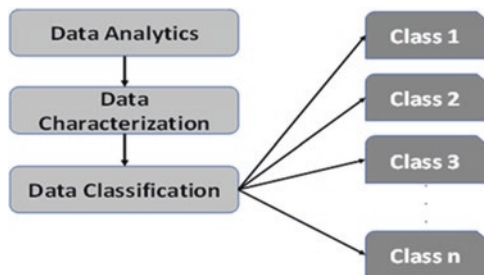 Data Analytics
Data
Characterization
Data Classification
Class 1
Class 2
Class 3
Class n